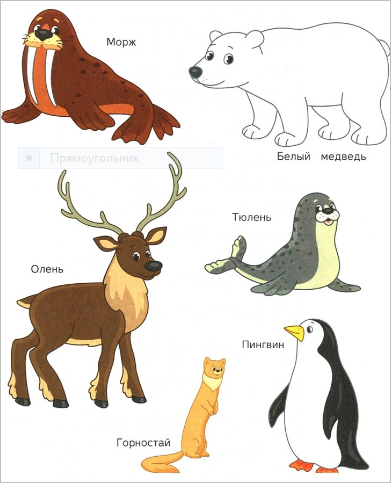 Морж
Белый медведь
Прямоугольник
Тюлень
Олень
Пингвин
Горностай